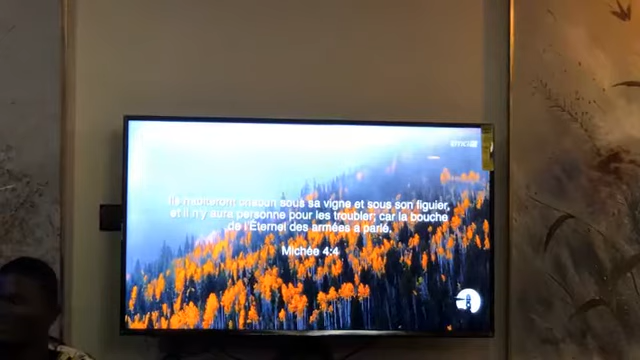 Ils habiteront chacun sous sa vigne et sous son figuier,
et il n'y aura personne pour les troubler; car la bouche
de l'Éternel des armées a parlé.
Michée 4:4